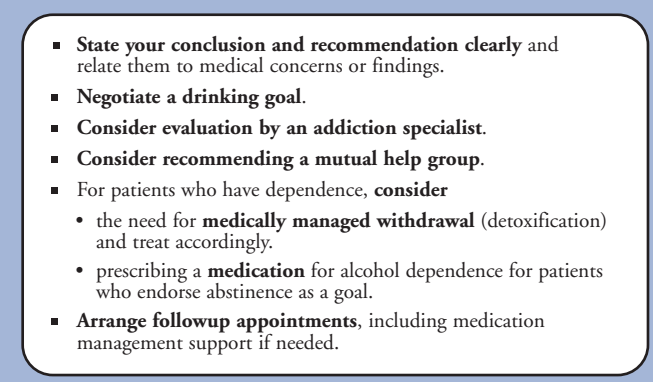 ▪ State your conclusion and recommendation clearly and
relate them to medical concerns or findings.
▪ Negotiate a drinking goal.
▪ Consider evaluation by an addiction specialist.
▪ Consider recommending a mutual help group.
▪ For patients who have dependence, consider
• the need for medically managed withdrawal (detoxification)
and treat accordingly.
• prescribing a medication for alcohol dependence for patients
who endorse abstinence as a goal.
▪ Arrange followup appointments, including medication
management support if needed.